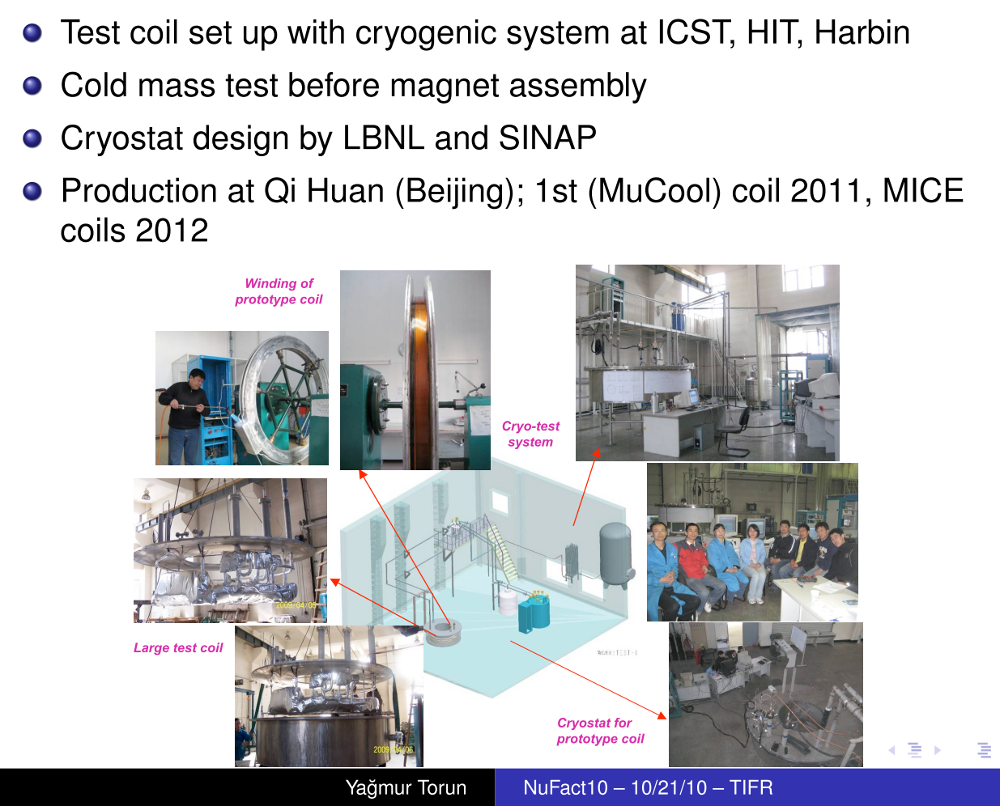 Test coil set up with cryogenic system at ICST, HIT, Harbin
Cold mass test before magnet assembly
Cryostat design by LBNL and SINAP
Production at Qi Huan (Beijing); 1st (MuCool) coil 2011, MICE
coils 2012
Winding of
prototype coil
Cryo-test
system
2009/04/06
Large test coil
2009/04/06
Cryostat for
prototype coil
Yağmur Torun
NuFact10 – 10/21/10 – TIFR